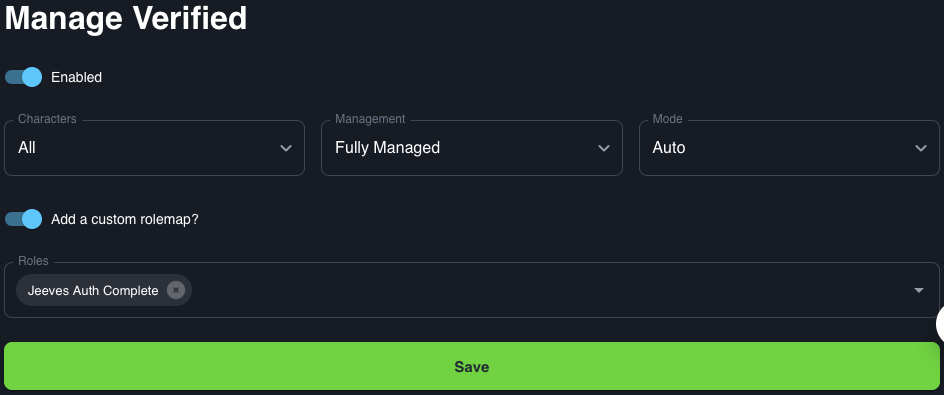 Manage Verified
Enabled
Characters Management Mode
All Fully Managed Auto
Add a custom rolemap?
Roles
Jeeves Auth Complete
Save